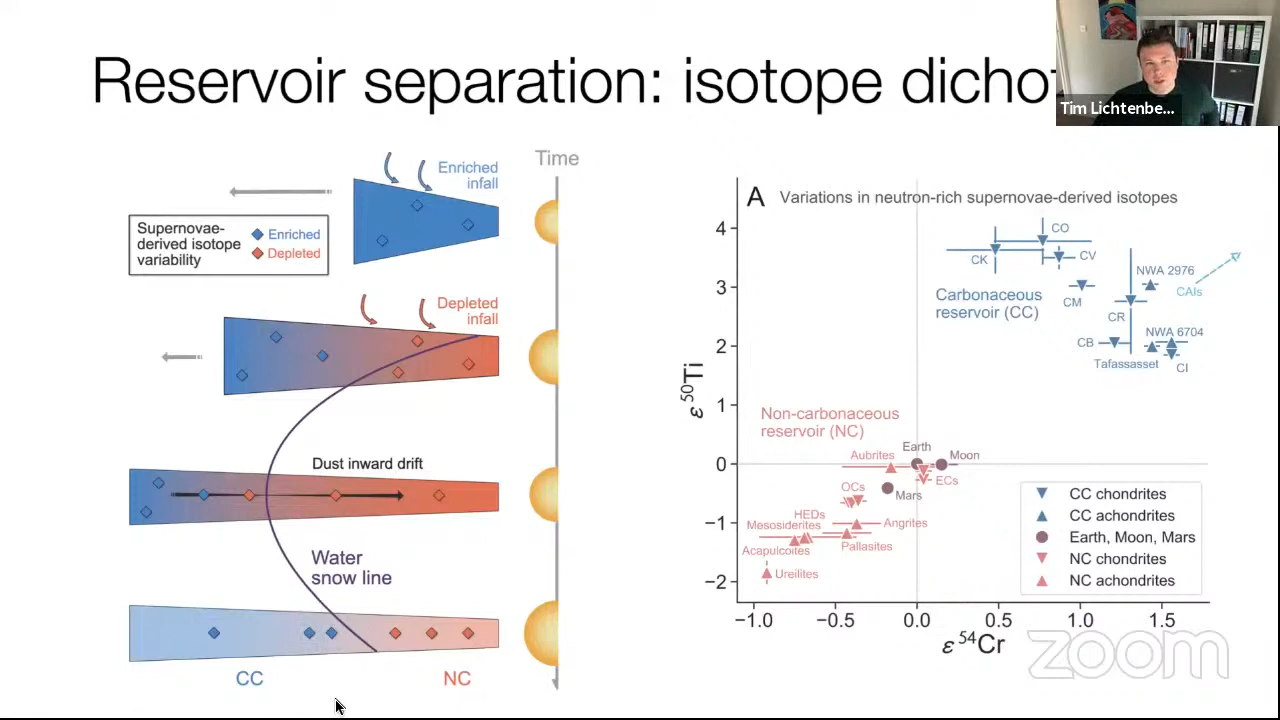 Reservoir separation: isotope dichot
Tim Lichtenbe...
Time
Enriched
infall
Supernovae-
derived isotope
variability
Enriched
Depleted
Depleted
infall
Dust inward drift
Water
snow line
CC
NC
A
Variations in neutron-rich supernovae-derived isotopes
4
3
2
1
0
−1
−2
ε50Ti
CO
CK
CV
NWA 2976
CM
CAIs
Carbonaceous
reservoir (CC)
CR
NWA 6704
CB
Tafassasset
CI
Non-carbonaceous
reservoir (NC)
Earth
Aubrites
Moon
ECs
OCs
Mars
HEDs
Mesosiderites
Angrites
Acapulcoites
Pallasites
Ureilites
CC chondrites
CC achondrites
Earth, Moon, Mars
NC chondrites
NC achondrites
−1.0 −0.5 0.0 0.5 1.0 1.5
ε 54Cr
zoom